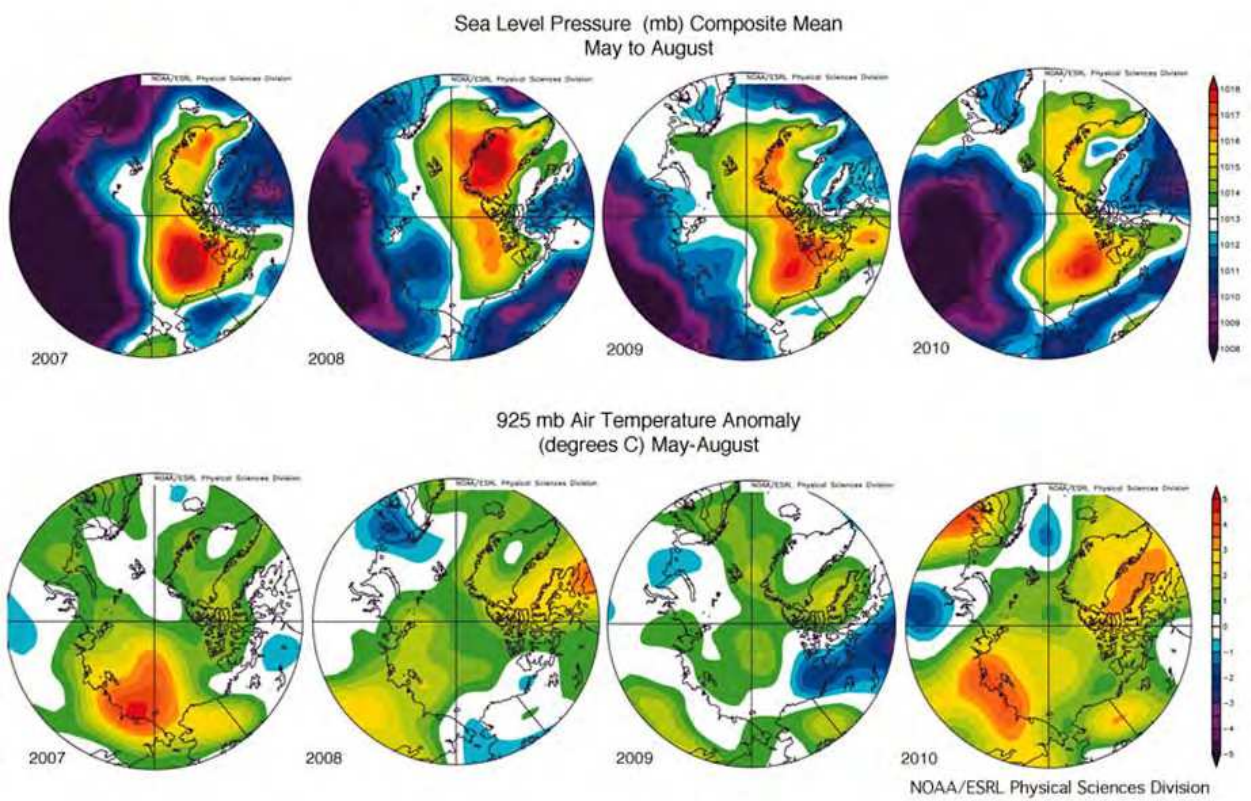 Sea Level Pressure (mb) Composite Mean
May to August
NOAA/ESRL Physical Sciences Division
NOAA/ESRL Physical Sciences Division
NOAA/ESRL Physical Sciences Division
NOAA/ESRL Physical Sciences Division
1018
1017
1016
1015
1014
1013
1012
1011
1010
1009
1008
2007
2008
2009
2010
925 mb Air Temperature Anomaly
(degrees C) May-August
NOAA/ESRL Physical Sciences Division
NOAA/ESRL Physical Sciences Division
NOAA/ESRL Physical Sciences Division
NOAA/ESRL Physical Sciences Division
5
4
3
2
1
0
-1
-2
-3
-4
-5
2007
2008
2009
2010
NOAA/ESRL Physical Sciences Division